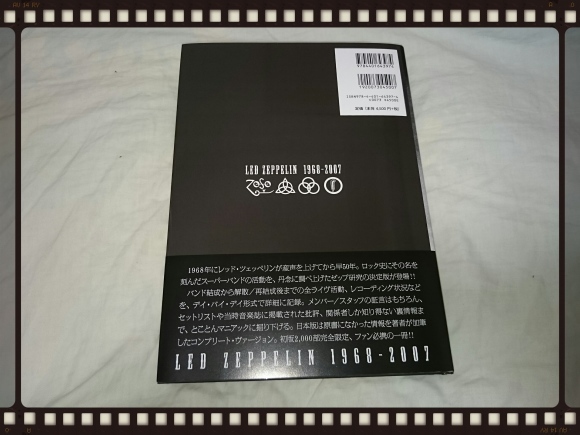 9784407643971
1920073043007
LED ZEPPELIN 1968-2007
1968年にレッド・ツェッペリンが産声を上げてから早50年。ロック史にその名を
刻んだスーパーバンドの活動を、丹念に調べ上げたゼップ研究の決定版が登場!!
バンド結成から解散/再結成後までの全ライヴ活動、レコーディング状況など
を、デイ・バイ・デイ形式で詳細に記録。メンバー/スタッフの証言はもちろん、
セットリストや当時音楽誌に掲載された批評、関係者しか知り得ない裏情報ま
で、とことんマニアックに掘り下げる。日本版は原書になかった情報を著者が加筆
したコンプリート・ヴァージョン。初版2,000部完全限定、ファン必携の一冊!!
LED ZEPPELIN 1968-2007